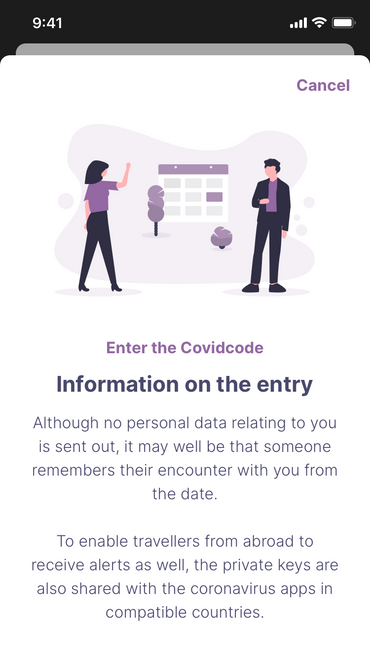 9:41
Cancel
Enter the Covidcode
Information on the entry
Although no personal data relating to you
is sent out, it may well be that someone
remembers their encounter with you from
the date.
To enable travellers from abroad to
receive alerts as well, the private keys are
also shared with the coronavirus apps in
compatible countries.